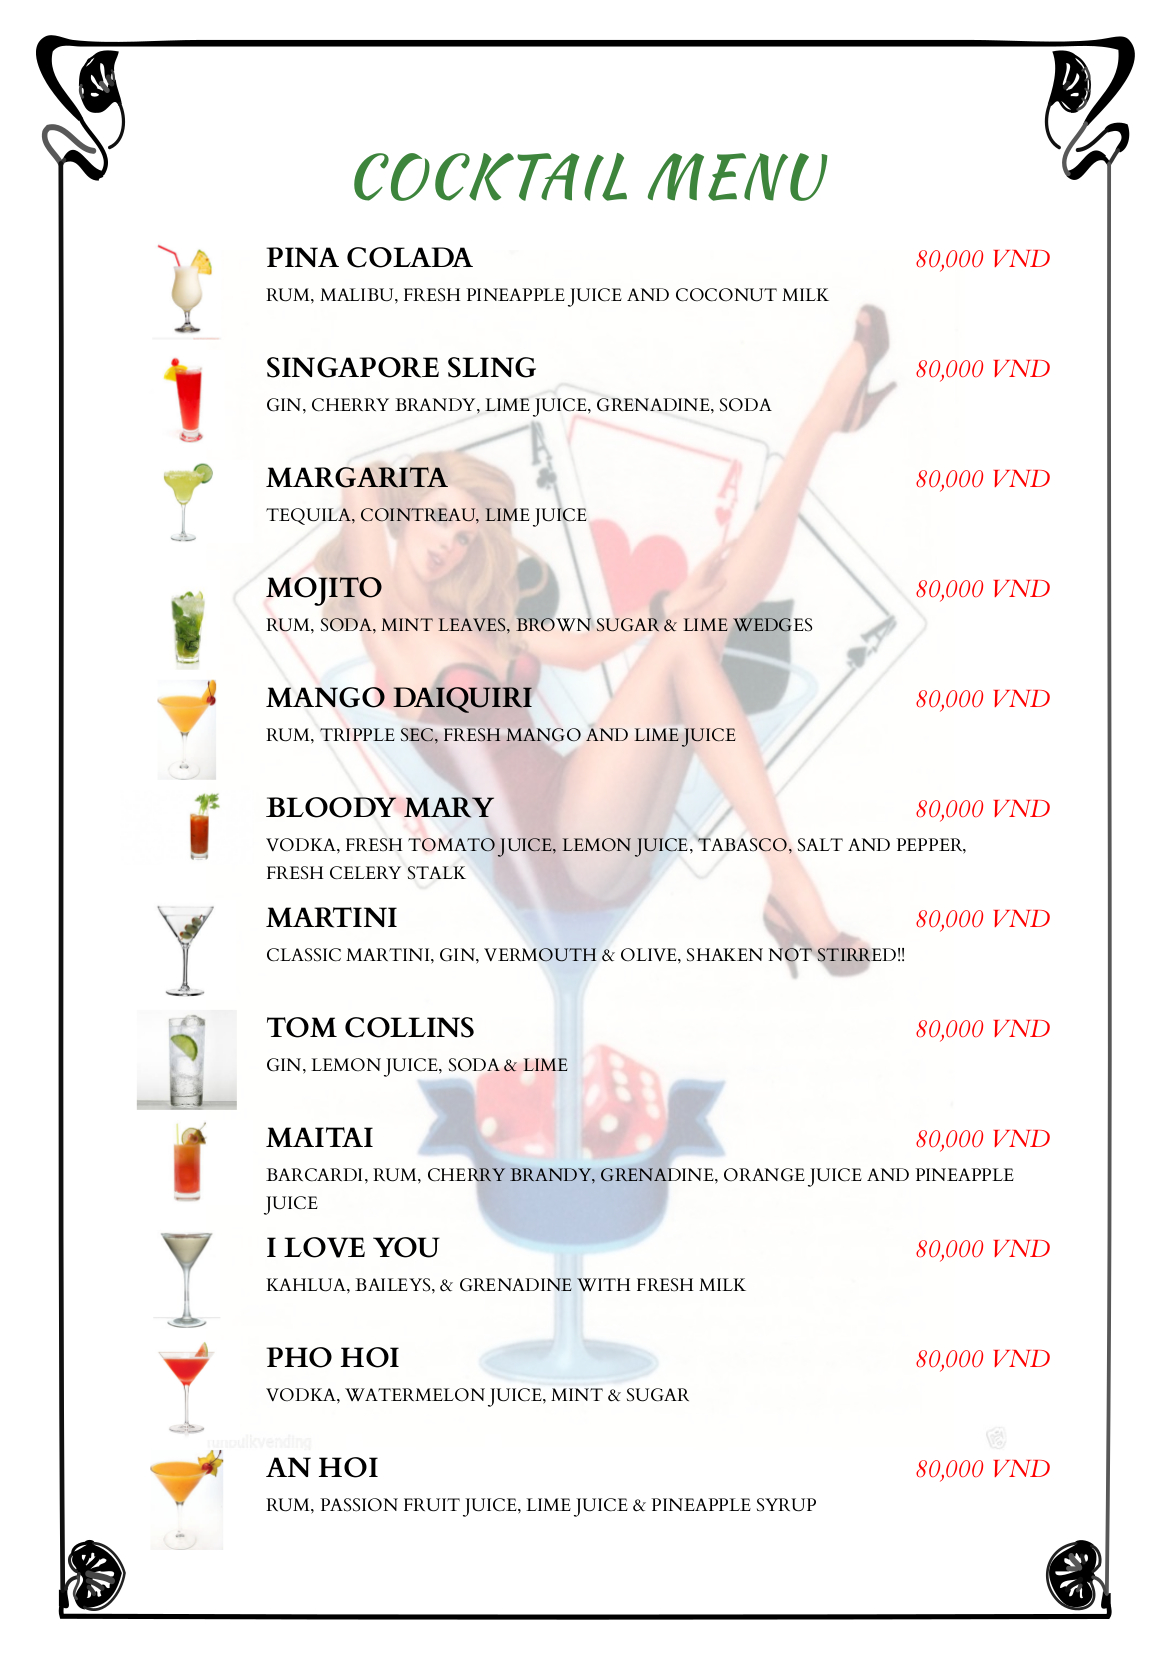 COCKTAIL MENU
PINA COLADA 80,000 VND
RUM, MALIBU, FRESH PINEAPPLE JUICE AND COCONUT MILK
SINGAPORE SLING 80,000 VND
GIN, CHERRY BRANDY, LIME JUICE, GRENADINE, SODA
MARGARITA 80,000 VND
TEQUILA, COINTREAU, LIME JUICE
MOJITO 80,000 VND
RUM, SODA, MINT LEAVES, BROWN SUGAR & LIME WEDGES
MANGO DAIQUIRI 80,000 VND
RUM, TRIPPLE SEC, FRESH MANGO AND LIME JUICE
BLOODY MARY 80,000 VND
VODKA, FRESH TOMATO JUICE, LEMON JUICE, TABASCO, SALT AND PEPPER,
FRESH CELERY STALK
MARTINI 80,000 VND
CLASSIC MARTINI, GIN, VERMOUTH & OLIVE, SHAKEN NOT STIRRED!!
TOM COLLINS 80,000 VND
GIN, LEMON JUICE, SODA & LIME
MAITAI 80,000 VND
BARCARDI, RUM, CHERRY BRANDY, GRENADINE, ORANGE JUICE AND PINEAPPLE
JUICE
I LOVE YOU 80,000 VND
KAHLUA, BAILEYS, & GRENADINE WITH FRESH MILK
PHO HOI 80,000 VND
VODKA, WATERMELON JUICE, MINT & SUGAR
AN HOI 80,000 VND
RUM, PASSION FRUIT JUICE, LIME JUICE & PINEAPPLE SYRUP